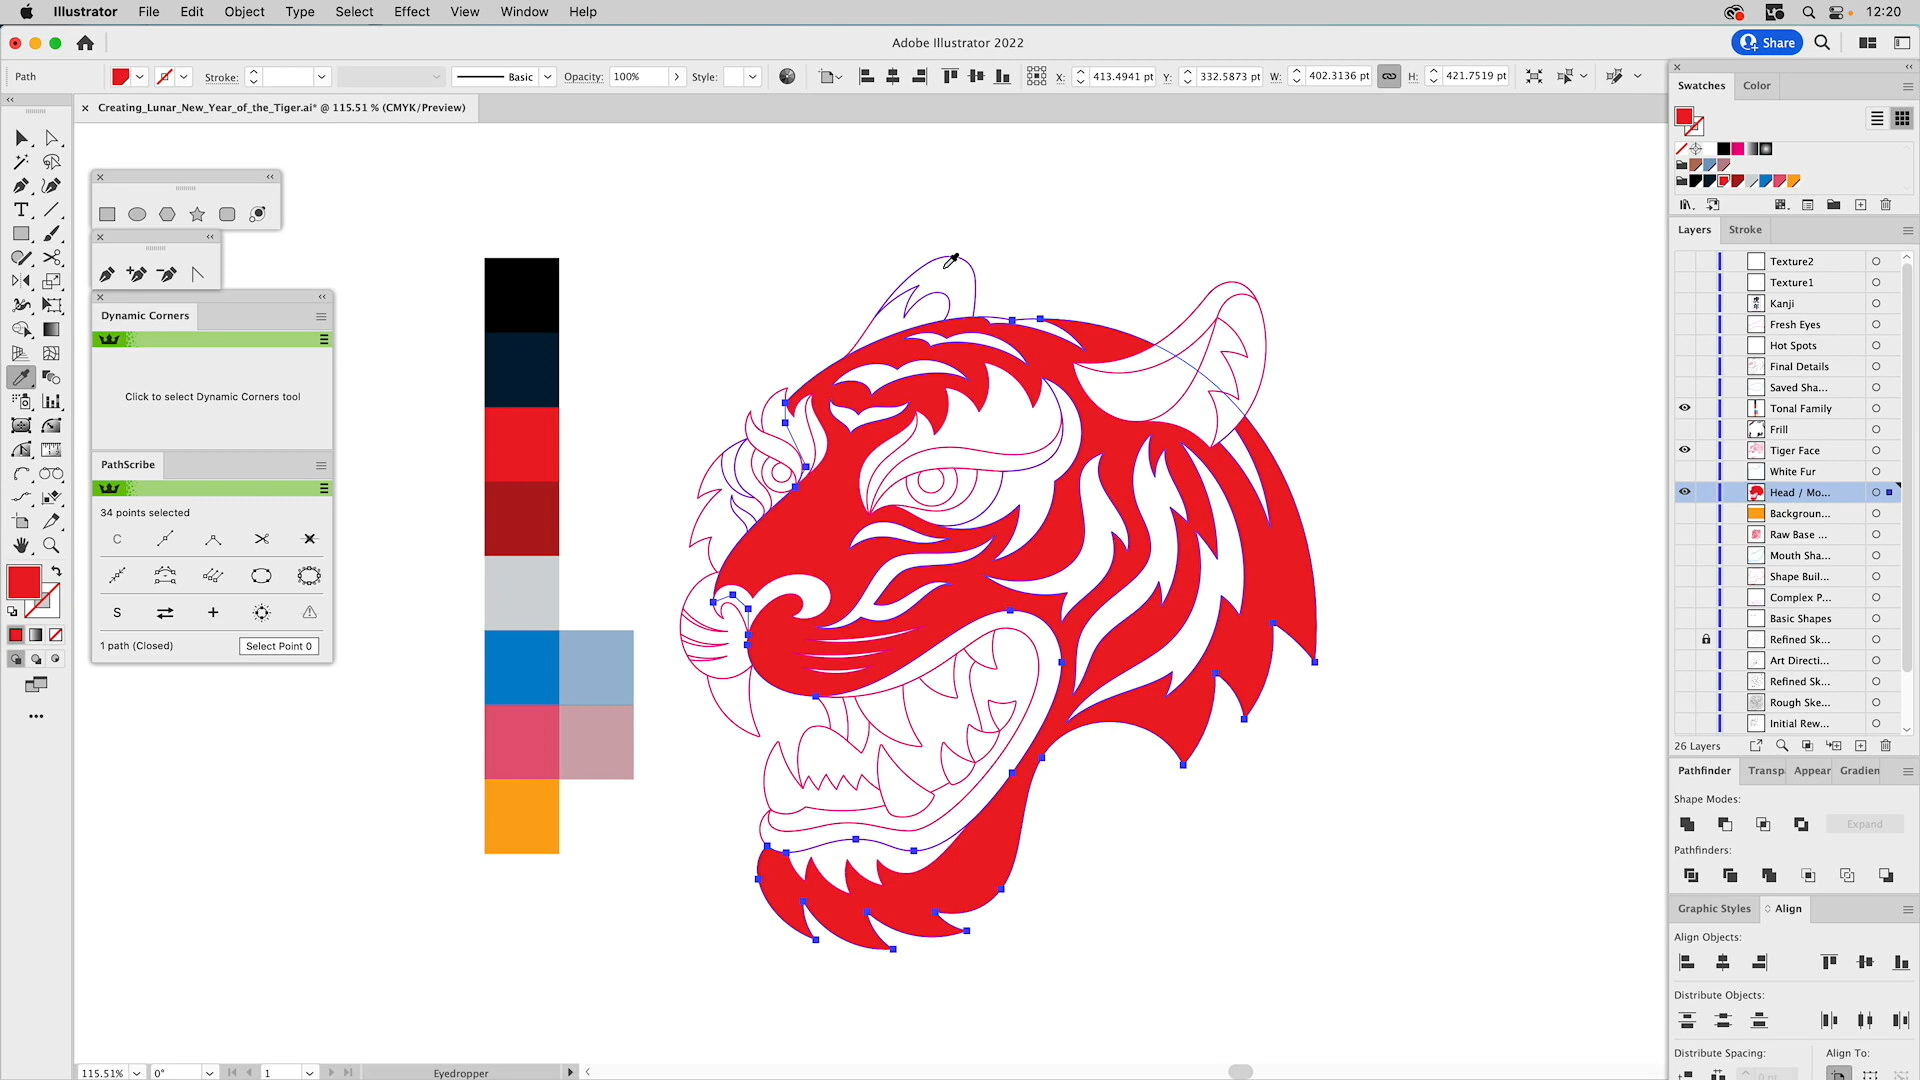 Illustrator File Edit Object Type Select Effect View Window Help 12:20
Adobe Illustrator 2022 Share
Path Stroke: Basic Opacity: 100% Style: X: 413.4941 pt Y: 332.5873 pt W: 402.3136 pt H: 421.7519 pt
Creating_Lunar_New_Year_of_the_Tiger.ai* @ 115.51 % (CMYK/Preview)
Swatches Color
Layers Stroke
Texture2
Texture1
Kanji
Fresh Eyes
Hot Spots
Final Details
Saved Sha...
Tonal Family
Frill
Tiger Face
White Fur
Head / Mo...
Backgroun...
Raw Base ...
Mouth Sha...
Shape Buil...
Complex P...
Basic Shapes
Refined Sk...
Art Directi...
Refined Sk...
Rough Ske...
Initial Rew...
26 Layers
Pathfinder Transp Appear Gradien
Shape Modes:
Expand
Pathfinders:
Graphic Styles Align
Align Objects:
Distribute Objects:
Distribute Spacing: Align To:
Dynamic Corners
Click to select Dynamic Corners tool
PathScribe
34 points selected
C
S
1 path (Closed) Select Point 0
115.51% 0° 1 Eyedropper